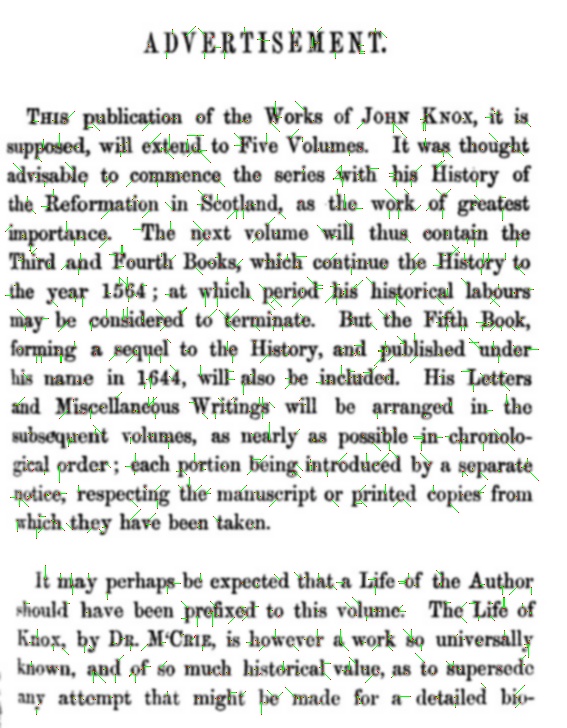 ADVERTISEMENT.
This publication of the Works of John Knox, it is
supposed, will extend to Five Volumes. It was thought
advisable to commence the series with his History of
the Reformation in Scotland, as the work of greatest
importance. The next volume will thus contain the
Third and Fourth Books, which continue the History to
the year 1564; at which period his historical labours
may be considered to terminate. But the Fifth Book,
forming a sequel to the History, and published under
his name in 1644, will also be included. His Letters
and Miscellaneous Writings will be arranged in the
subsequent volumes, as nearly as possible in chronolo-
gical order; each portion being introduced by a separate
notice, respecting the manuscript or printed copies from
which they have been taken.
It may perhaps be expected that a Life of the Author
should have been prefixed to this volume. The Life of
Knox, by Dr. M‘Crie, is however a work so universally
known, and of so much historical value, as to supersede
any attempt that might be made for a detailed bio-